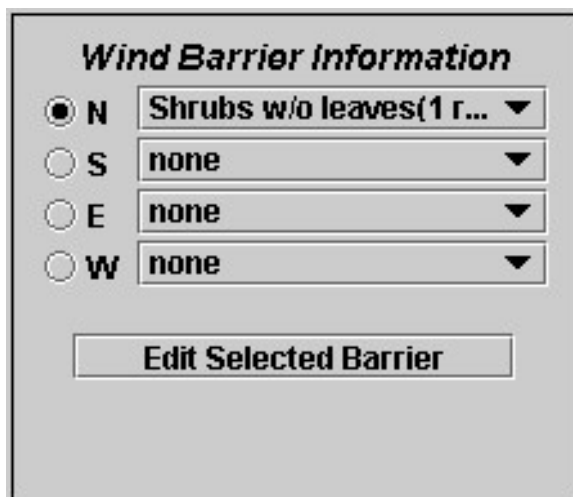 Wind Barrier Information
N Shrubs w/o leaves(1 r...
S none
E none
W none
Edit Selected Barrier